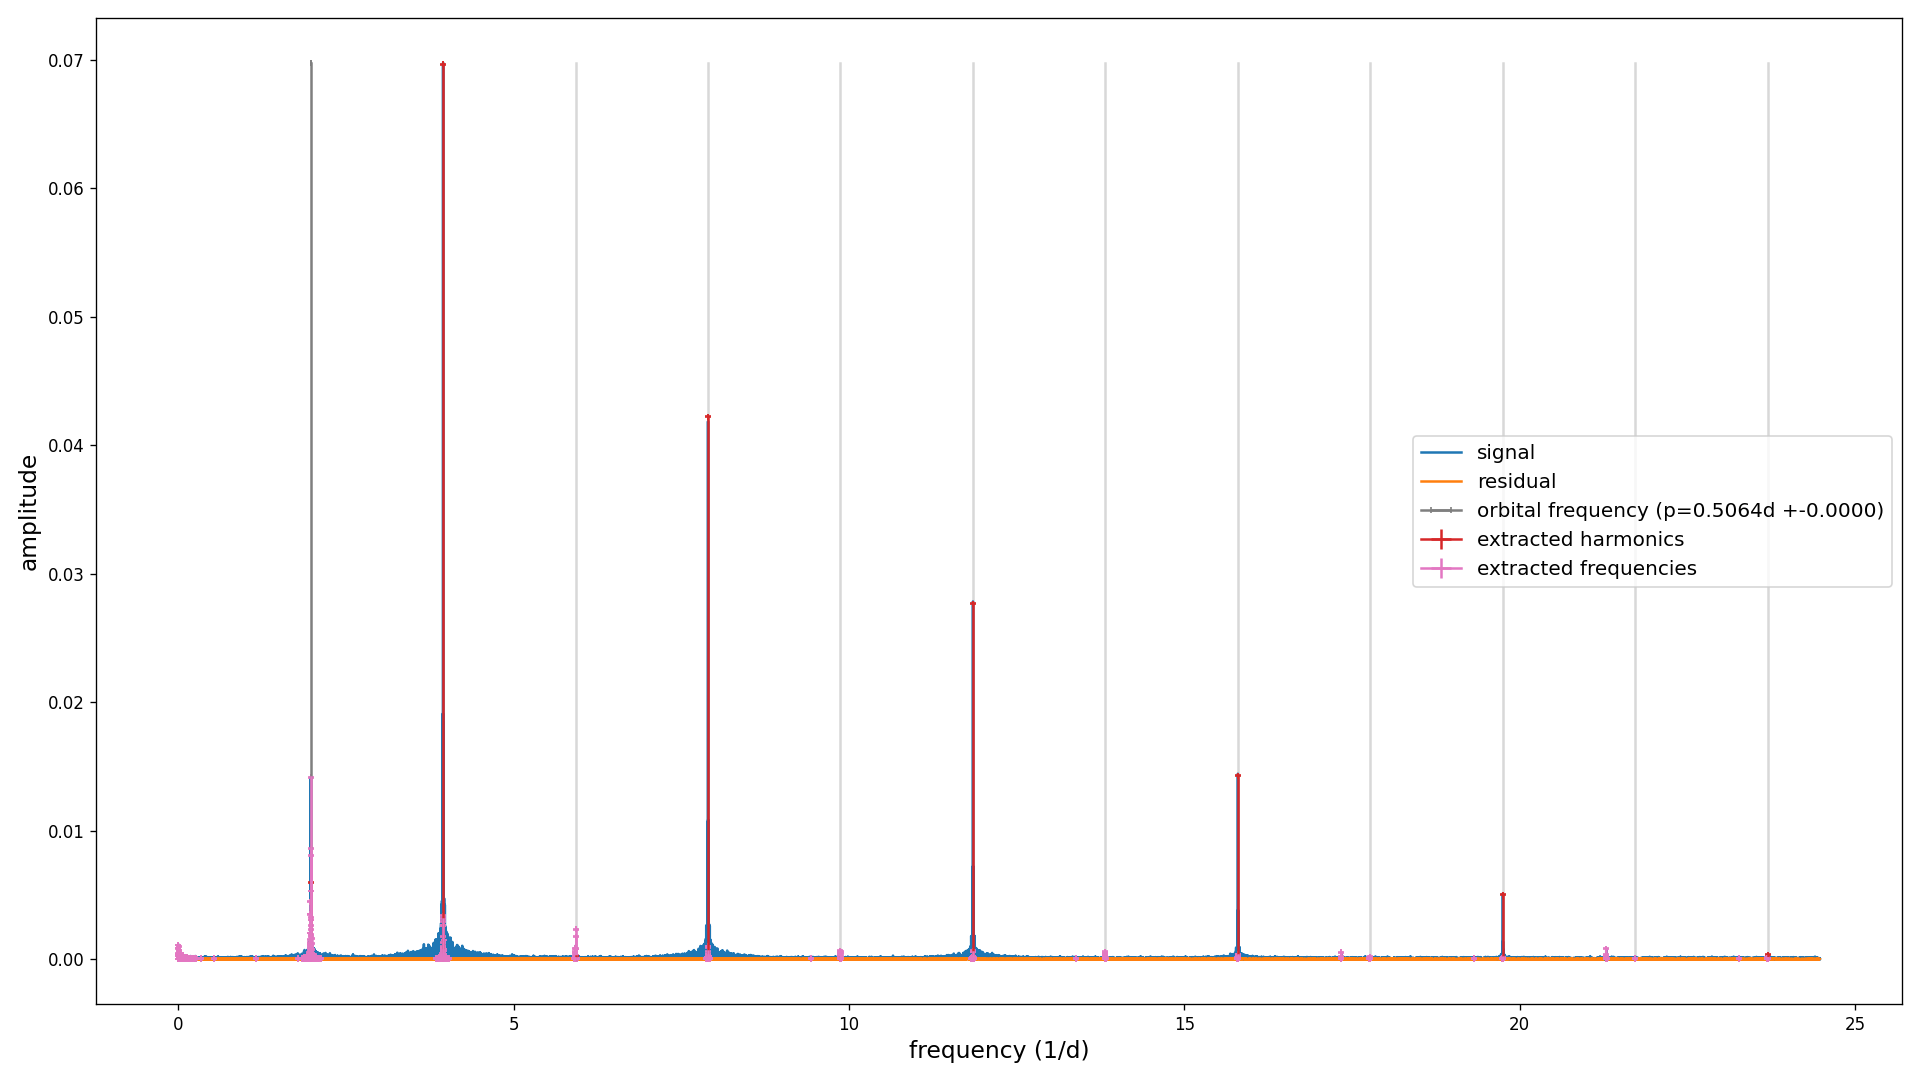 0.07
0.06
0.05
0.04
0.03
0.02
0.01
0.00
amplitude
0 5 10 15 20 25
frequency (1/d)
signal
residual
orbital frequency (p=0.5064d +-0.0000)
extracted harmonics
extracted frequencies